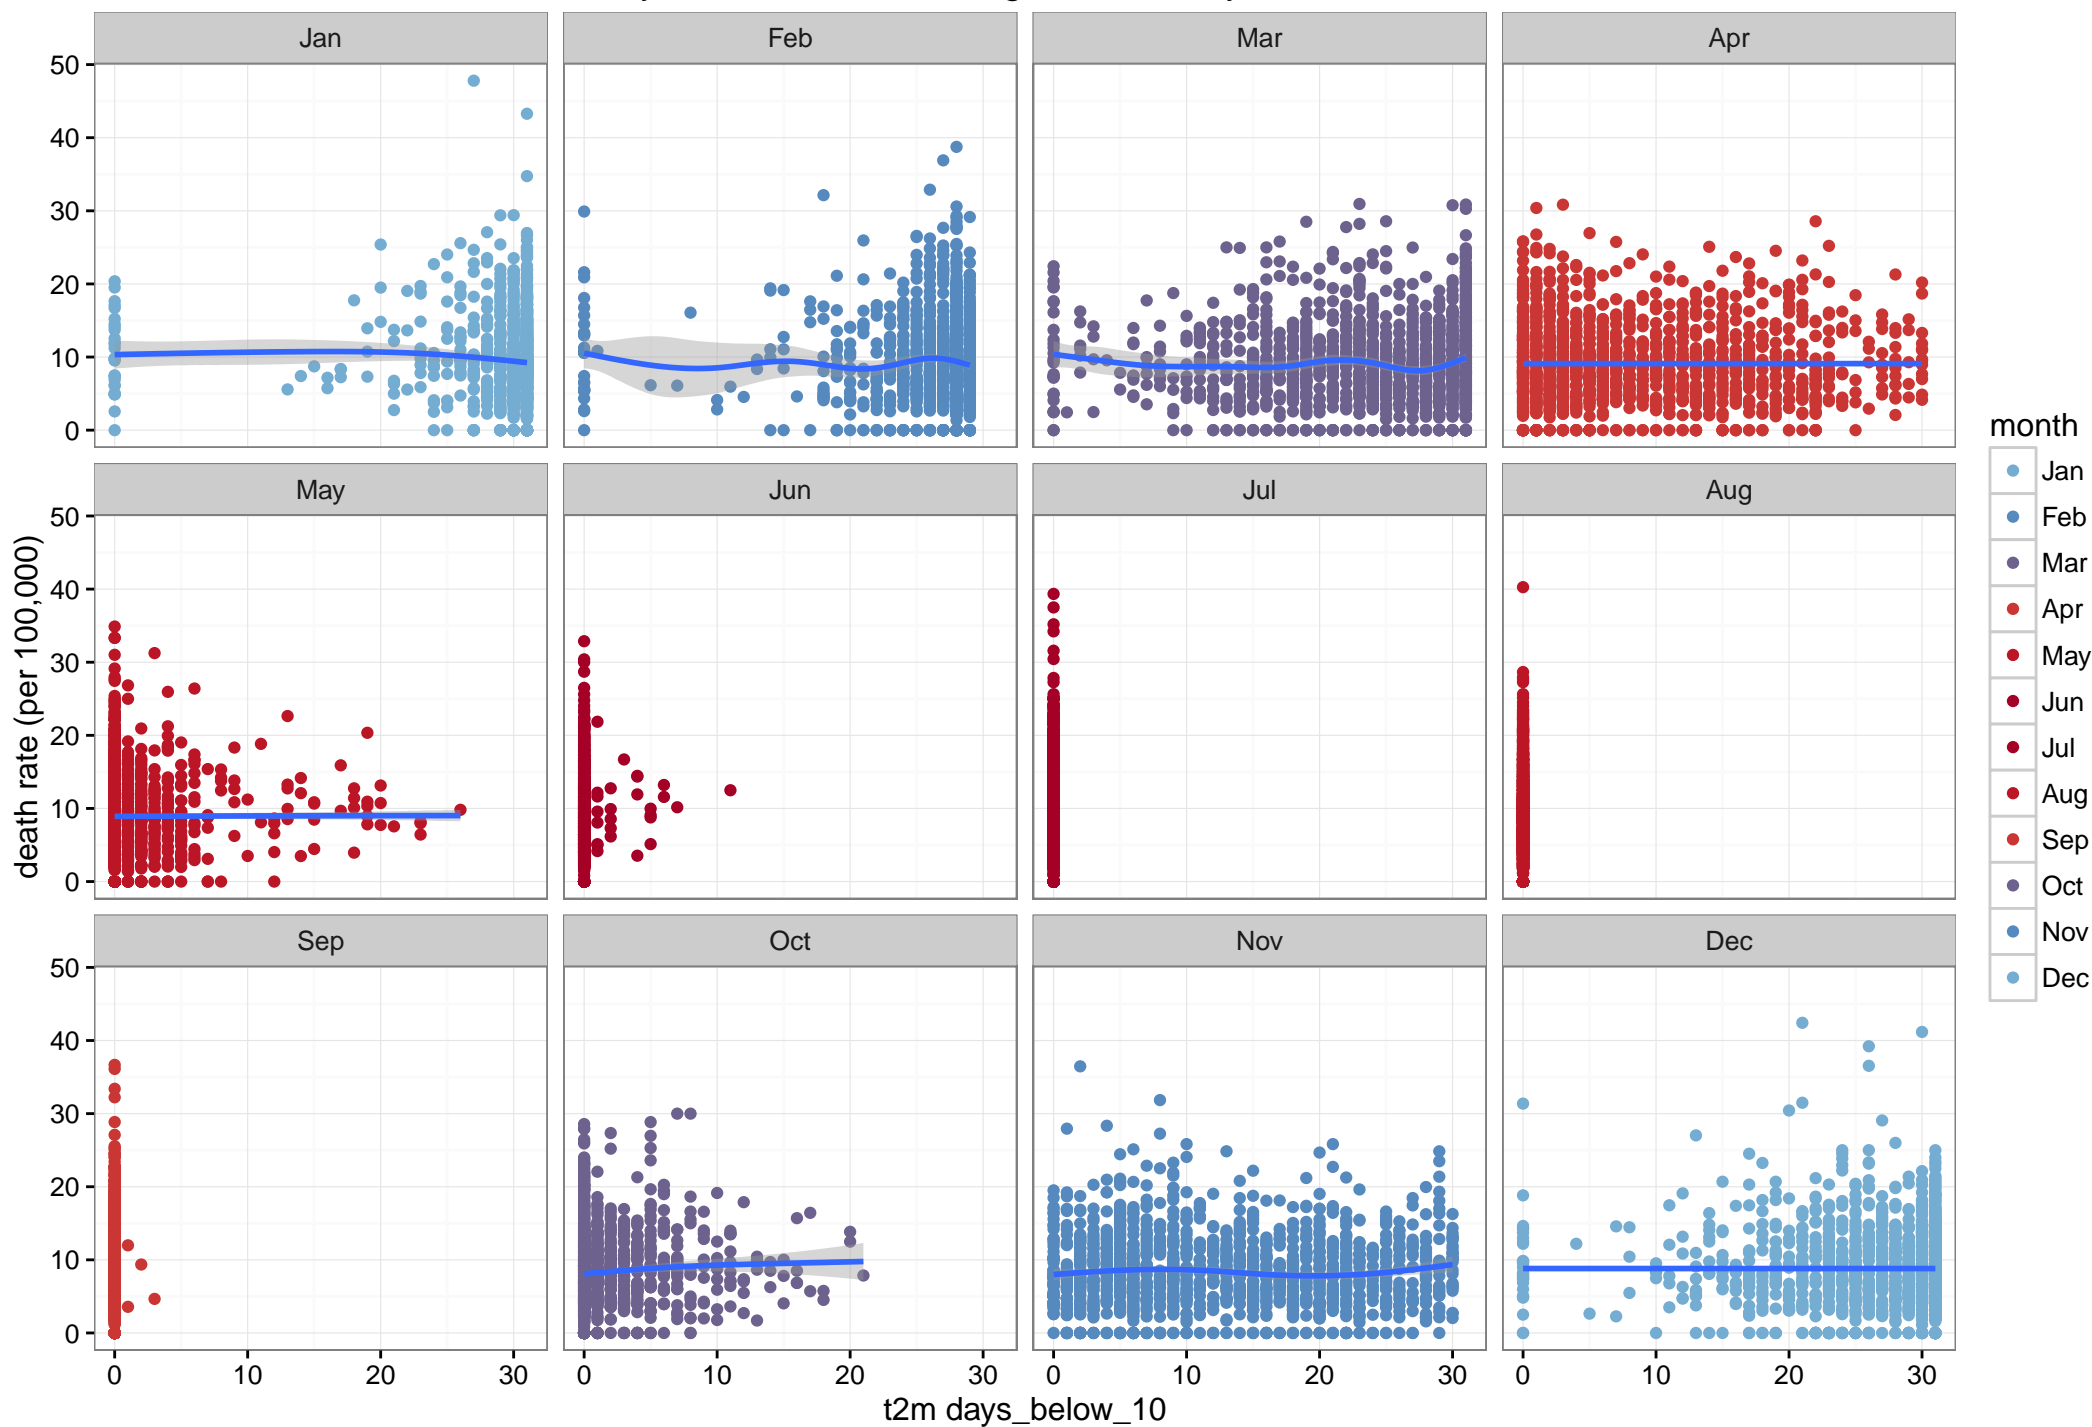 Jan Feb Mar Apr
50
40
30
20
10
0
May Jun Jul Aug
50
40
30
20
10
0
Sep Oct Nov Dec
50
40
30
20
10
0
0 10 20 30 0 10 20 30 0 10 20 30 0 10 20 30
t2m days_below_10
death rate (per 100,000)
month
Jan
Feb
Mar
Apr
May
Jun
Jul
Aug
Sep
Oct
Nov
Dec